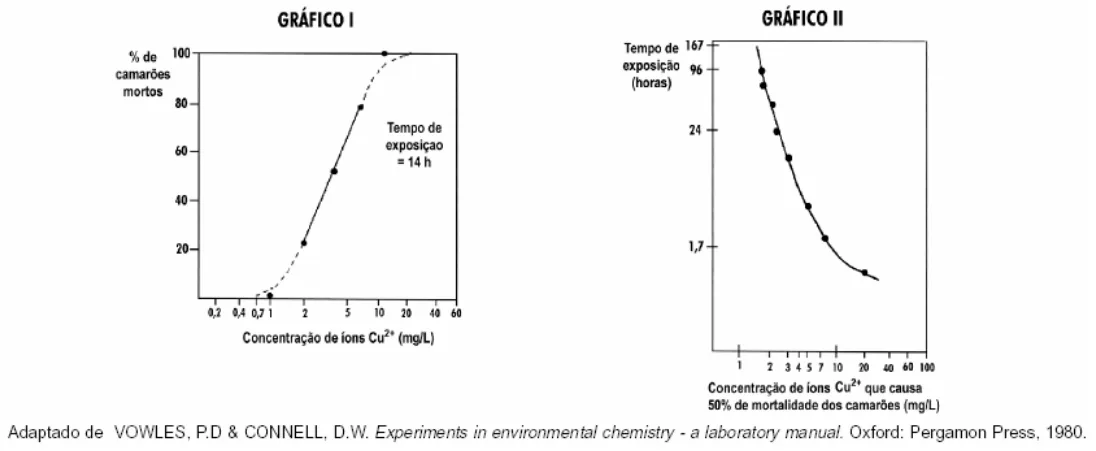 GRÁFICO I
% de
camarões
mortos
100
80
60
40
20
Tempo de
exposiçao
= 14 h
0,2 0,4 0,7 1 2 5 10 20 40 60
Concentração de íons Cu²⁺ (mg/L)
GRÁFICO II
Tempo de
exposição
(horas)
167
96
24
1,7
1 2 3 4 5 7 10 20 40 60 100
Concentração de íons Cu²⁺ que causa
50% de mortalidade dos camarões (mg/L)
Adaptado de VOWLES, P.D & CONNELL, D.W. Experiments in environmental chemistry - a laboratory manual. Oxford: Pergamon Press, 1980.